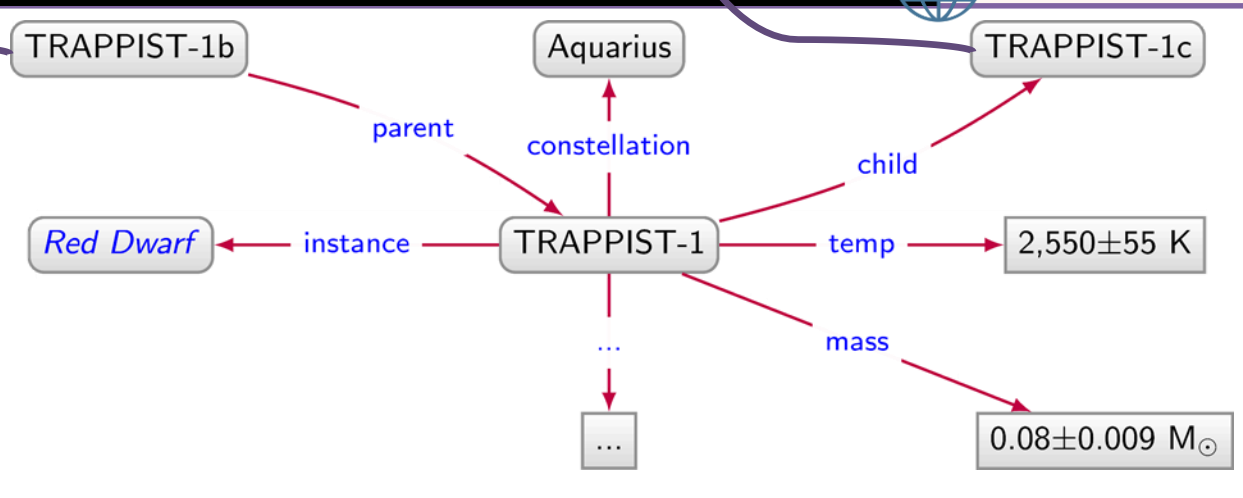 TRAPPIST-1b
Aquarius
TRAPPIST-1c
parent
constellation
child
Red Dwarf
instance
TRAPPIST-1
temp
2,550±55 K
...
mass
...
0.08±0.009 M☉